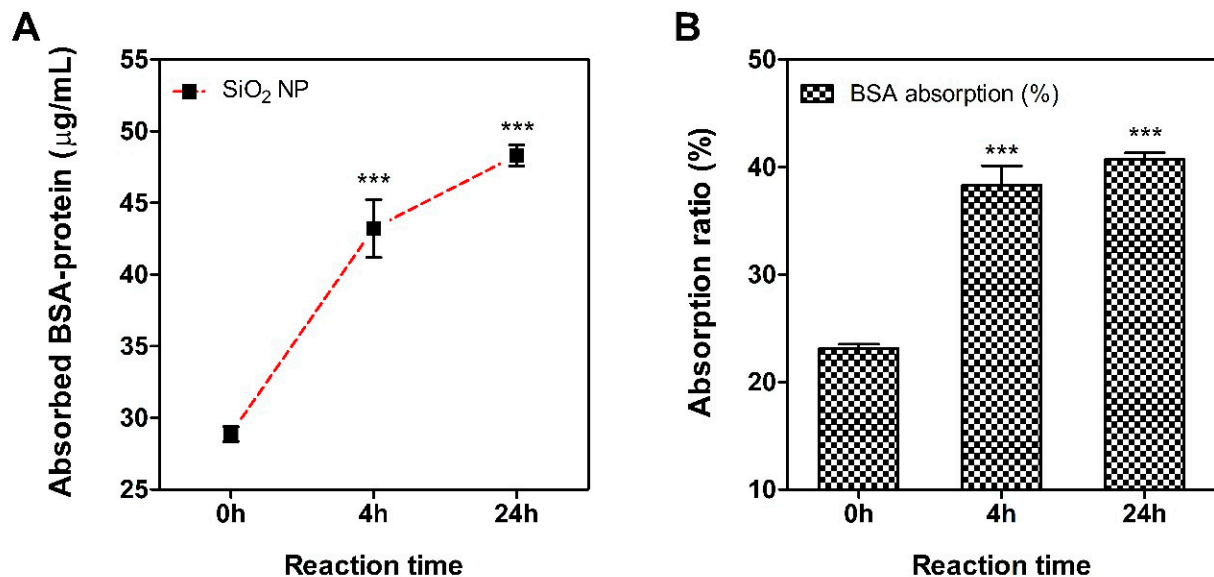 A
Absorbed BSA-protein (μg/mL)
55
50
45
40
35
30
25
SiO₂ NP
***
***
0h 4h 24h
Reaction time
B
Absorption ratio (%)
50
40
30
20
10
BSA absorption (%)
***
***
0h 4h 24h
Reaction time